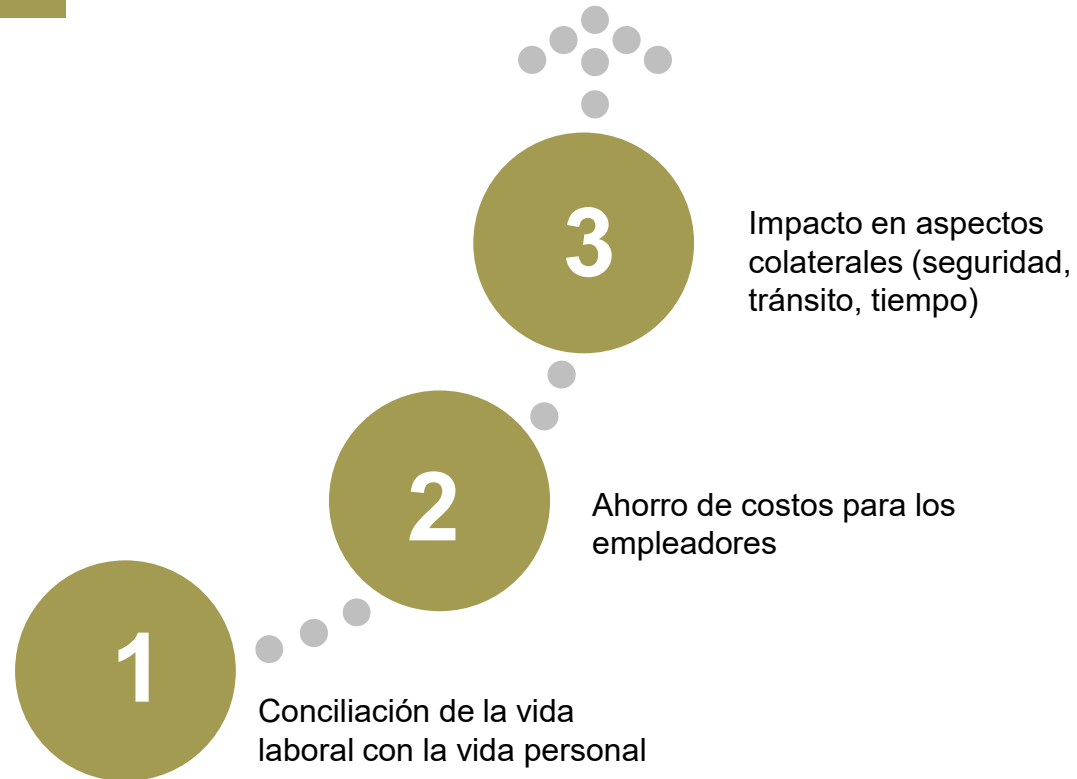 3
Impacto en aspectos
colaterales (seguridad,
tránsito, tiempo)
2
Ahorro de costos para los
empleadores
1
Conciliación de la vida
laboral con la vida personal